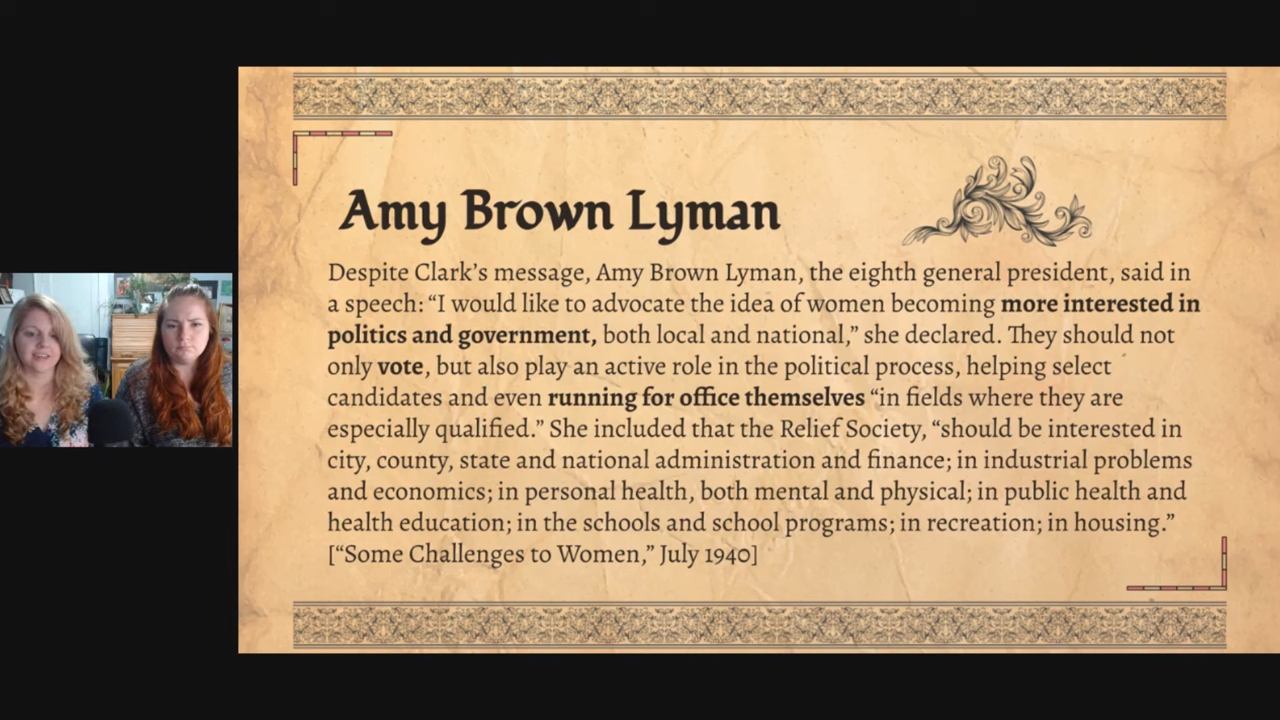 Amy Brown Lyman
Despite Clark’s message, Amy Brown Lyman, the eighth general president, said in
a speech: “I would like to advocate the idea of women becoming more interested in
politics and government, both local and national,” she declared. They should not
only vote, but also play an active role in the political process, helping select
candidates and even running for office themselves “in fields where they are
especially qualified.” She included that the Relief Society, “should be interested in
city, county, state and national administration and finance; in industrial problems
and economics; in personal health, both mental and physical; in public health and
health education; in the schools and school programs; in recreation; in housing.”
[“Some Challenges to Women,” July 1940]